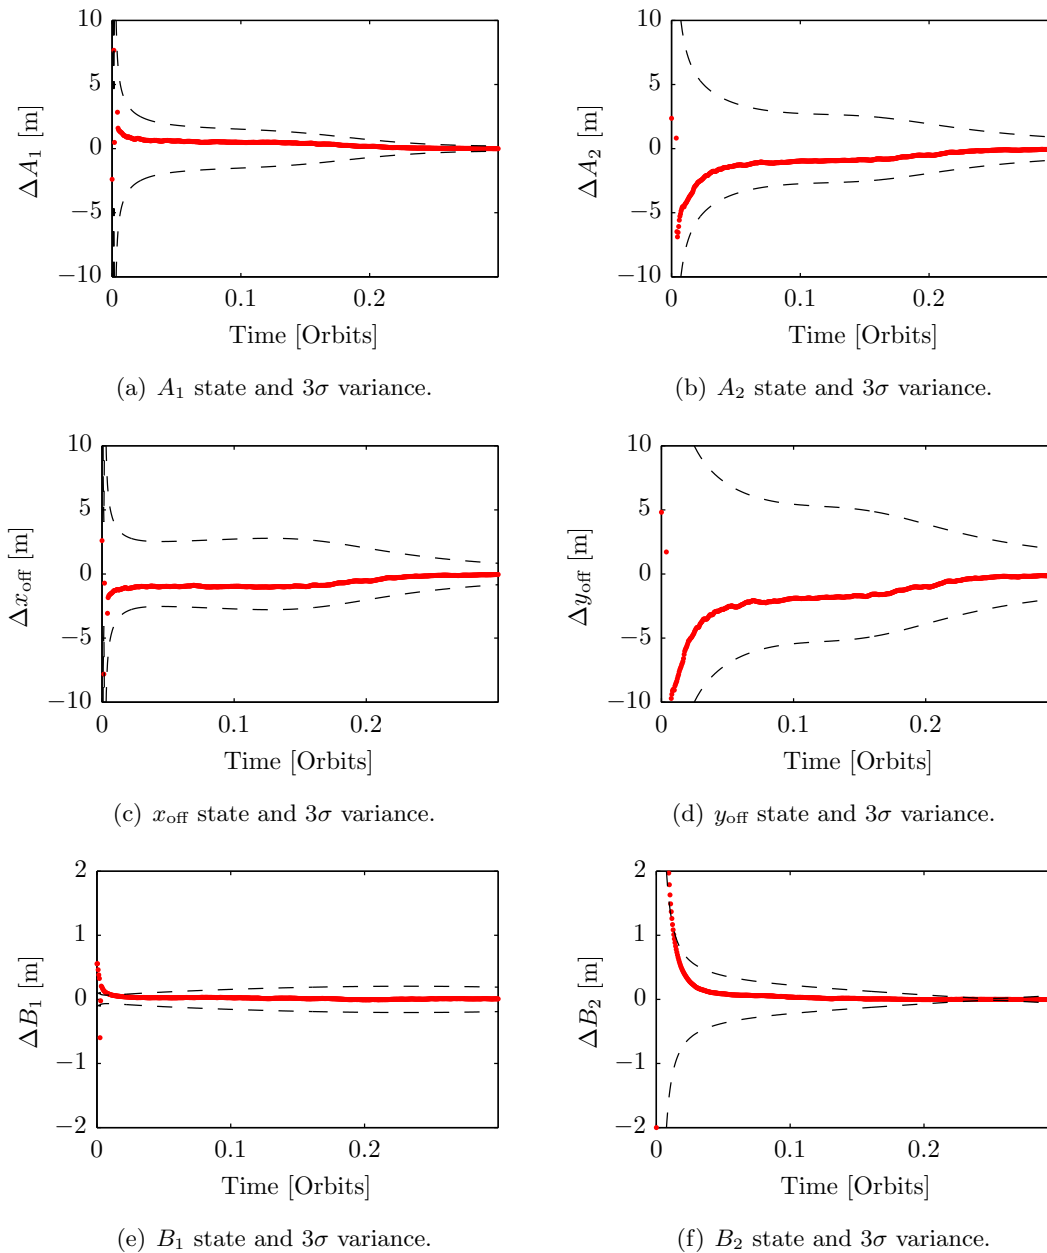 10
5
0
−5
−10
ΔA₁ [m]
0 0.1 0.2
Time [Orbits]
(a) A₁ state and 3σ variance.
10
5
0
−5
−10
ΔA₂ [m]
0 0.1 0.2
Time [Orbits]
(b) A₂ state and 3σ variance.
10
5
0
−5
−10
Δx_off [m]
0 0.1 0.2
Time [Orbits]
(c) x_off state and 3σ variance.
10
5
0
−5
−10
Δy_off [m]
0 0.1 0.2
Time [Orbits]
(d) y_off state and 3σ variance.
2
1
0
−1
−2
ΔB₁ [m]
0 0.1 0.2
Time [Orbits]
(e) B₁ state and 3σ variance.
2
1
0
−1
−2
ΔB₂ [m]
0 0.1 0.2
Time [Orbits]
(f) B₂ state and 3σ variance.